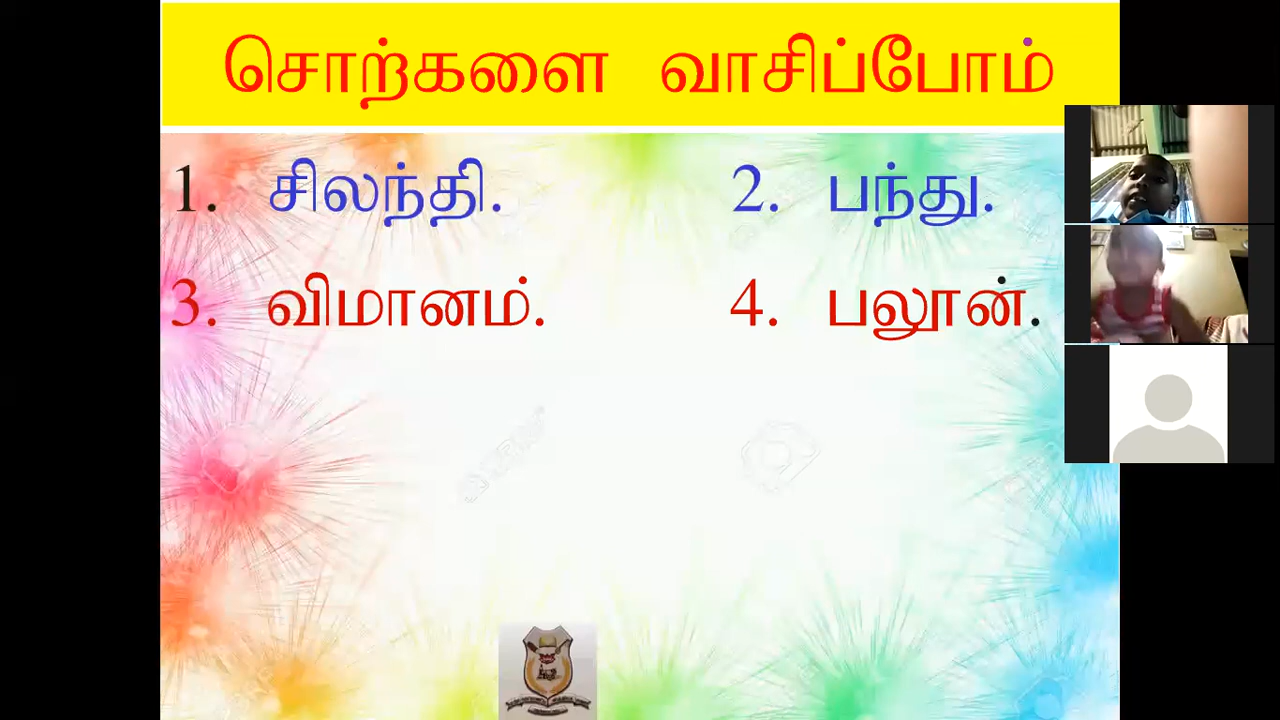 சொற்களை வாசிப்போம்
1. சிலந்தி. 2. பந்து.
3. விமானம். 4. பலூன்.